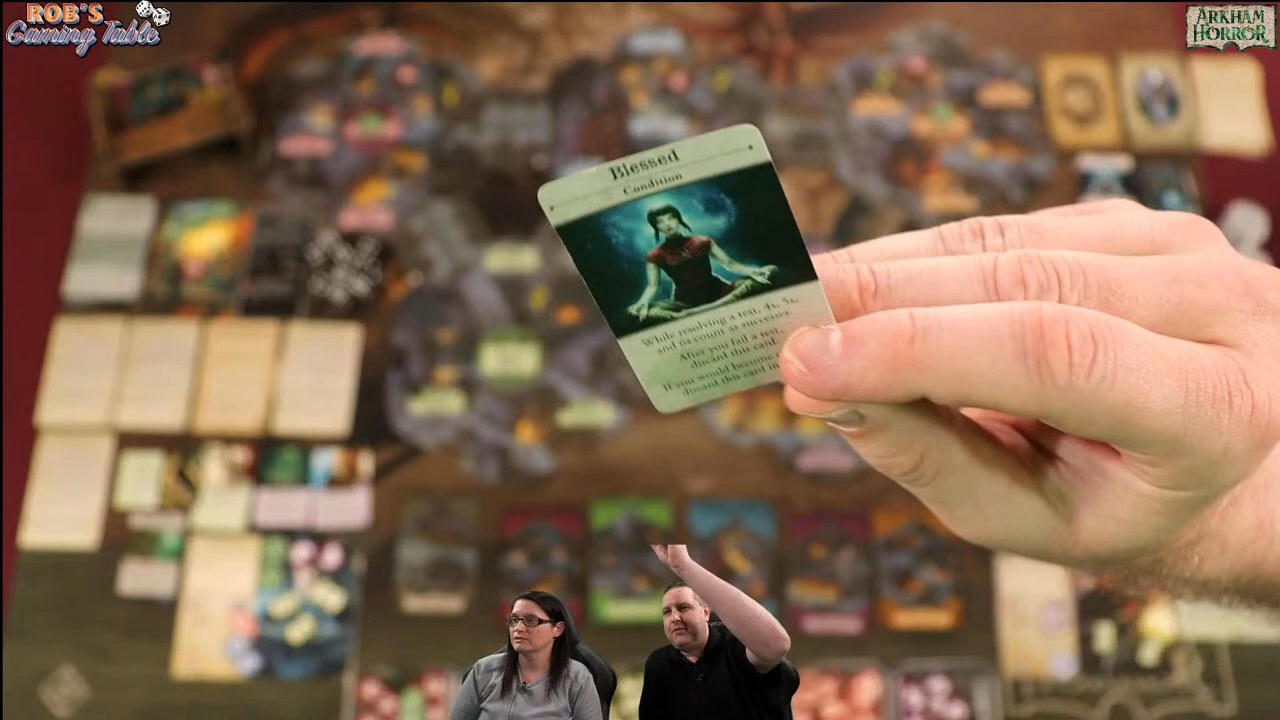 ROB'S
Gaming Table
ARKHAM
HORROR
Blessed
Condition
While resolving a test, 4s, 5s,
and 6s count as successes.
After you fail a test,
discard this card.
If you would become
discard this card